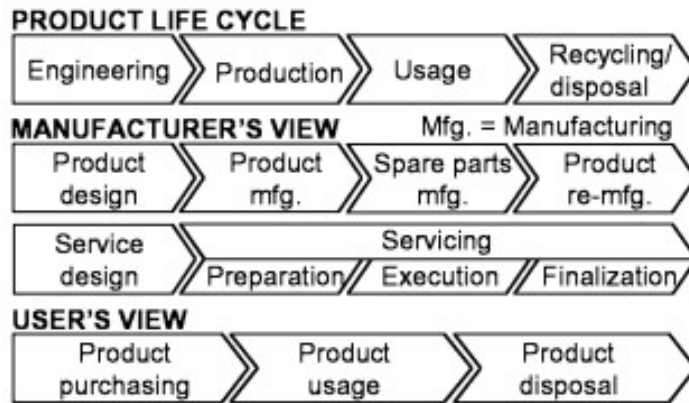 PRODUCT LIFE CYCLE
Engineering Production Usage Recycling/
disposal
MANUFACTURER'S VIEW Mfg. = Manufacturing
Product Product Spare parts Product
design mfg. mfg. re-mfg.
Service Servicing
design Preparation Execution Finalization
USER'S VIEW
Product Product Product
purchasing usage disposal